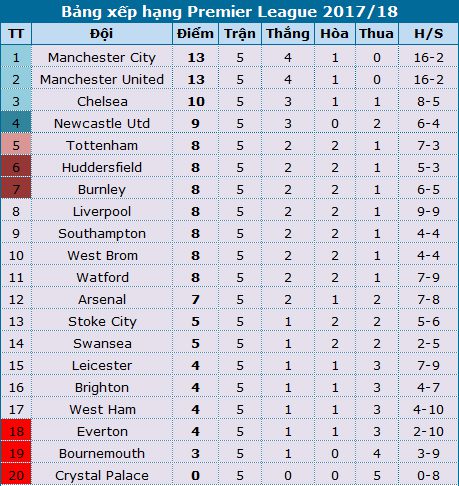 Bảng xếp hạng Premier League 2017/18
TT Đội Điểm Trận Thắng Hòa Thua H/S
1 Manchester City 13 5 4 1 0 16-2
2 Manchester United 13 5 4 1 0 16-2
3 Chelsea 10 5 3 1 1 8-5
4 Newcastle Utd 9 5 3 0 2 6-4
5 Tottenham 8 5 2 2 1 7-3
6 Huddersfield 8 5 2 2 1 5-3
7 Burnley 8 5 2 2 1 6-5
8 Liverpool 8 5 2 2 1 9-9
9 Southampton 8 5 2 2 1 4-4
10 West Brom 8 5 2 2 1 4-4
11 Watford 8 5 2 2 1 7-9
12 Arsenal 7 5 2 1 2 7-8
13 Stoke City 5 5 1 2 2 5-6
14 Swansea 5 5 1 2 2 2-5
15 Leicester 4 5 1 1 3 7-9
16 Brighton 4 5 1 1 3 4-7
17 West Ham 4 5 1 1 3 4-10
18 Everton 4 5 1 1 3 2-10
19 Bournemouth 3 5 1 0 4 3-9
20 Crystal Palace 0 5 0 0 5 0-8